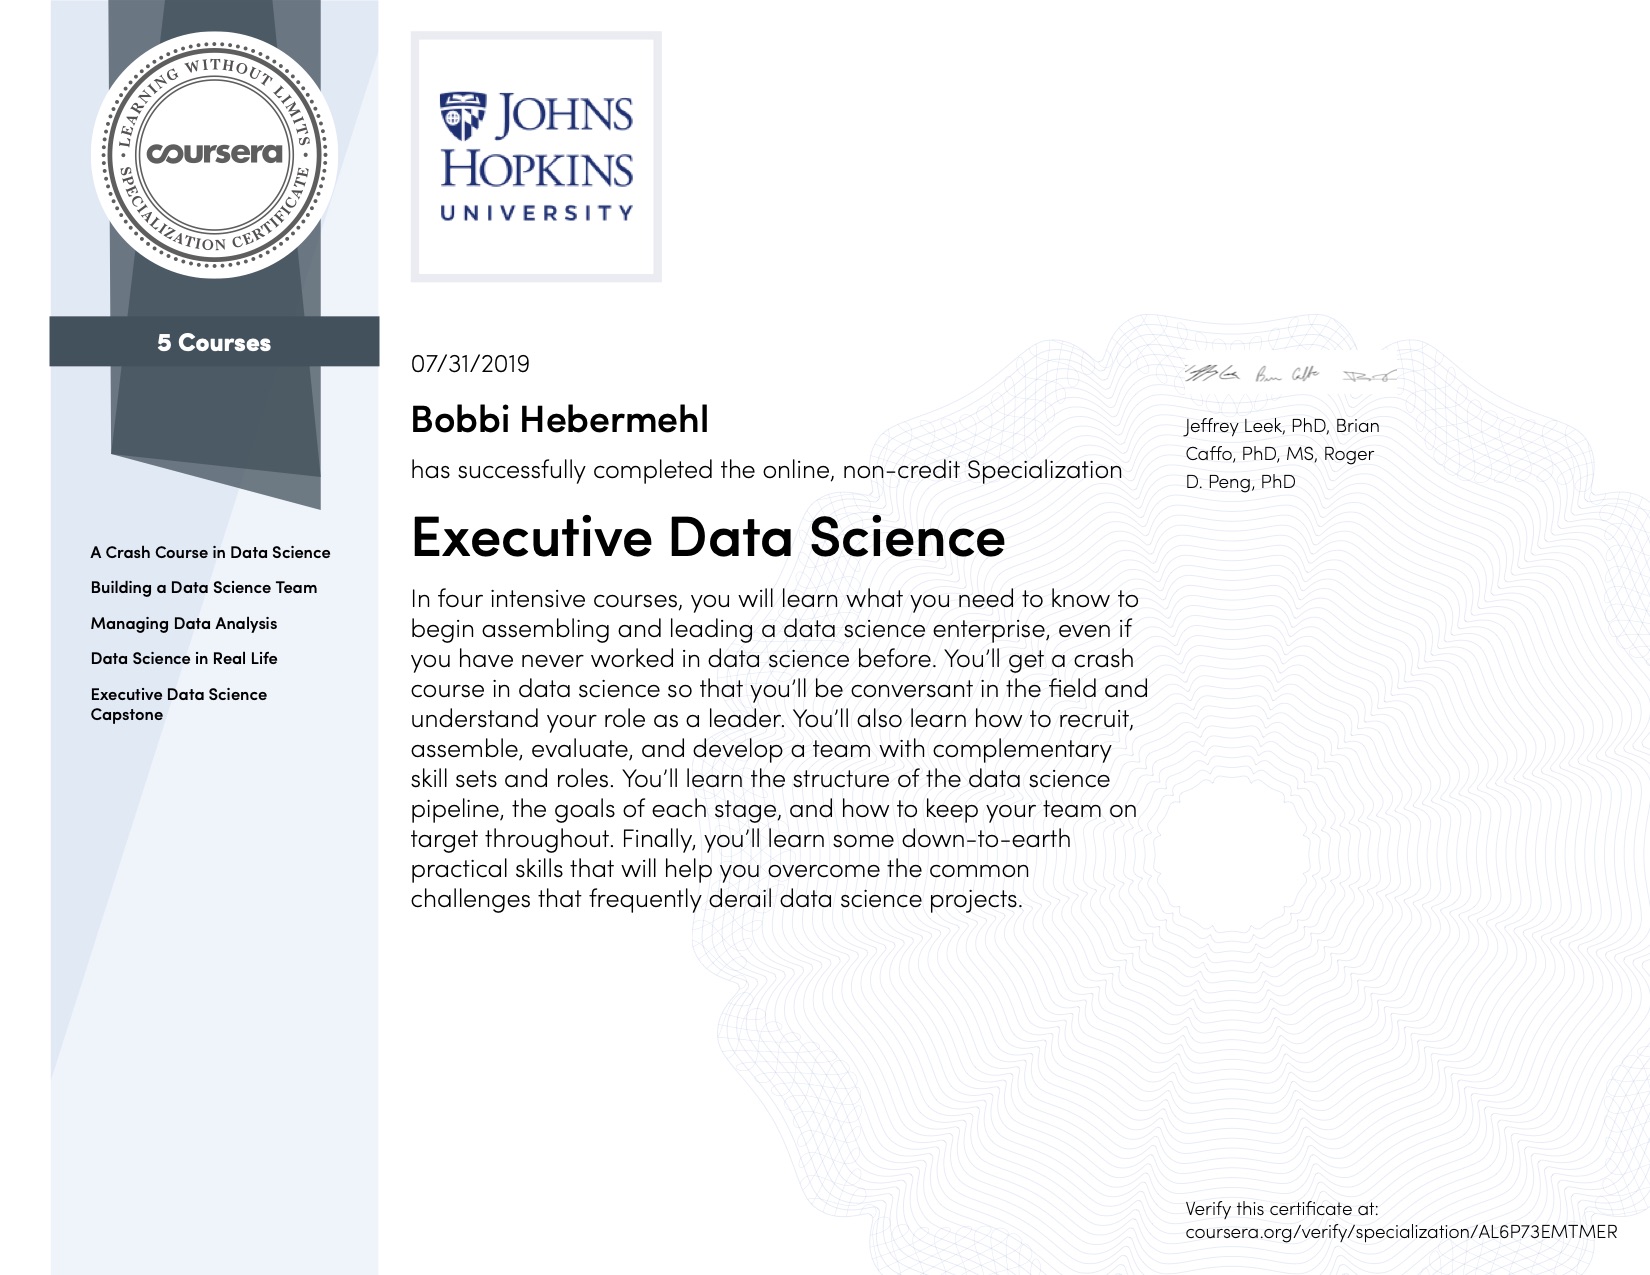 LEARNING WITHOUT LIMITS
coursera
SPECIALIZATION CERTIFICATE
5 Courses
A Crash Course in Data Science
Building a Data Science Team
Managing Data Analysis
Data Science in Real Life
Executive Data Science
Capstone
JOHNS
HOPKINS
UNIVERSITY
07/31/2019
Bobbi Hebermehl
has successfully completed the online, non-credit Specialization
Executive Data Science
In four intensive courses, you will learn what you need to know to
begin assembling and leading a data science enterprise, even if
you have never worked in data science before. You’ll get a crash
course in data science so that you’ll be conversant in the field and
understand your role as a leader. You’ll also learn how to recruit,
assemble, evaluate, and develop a team with complementary
skill sets and roles. You’ll learn the structure of the data science
pipeline, the goals of each stage, and how to keep your team on
target throughout. Finally, you’ll learn some down-to-earth
practical skills that will help you overcome the common
challenges that frequently derail data science projects.
Jeffrey Leek, PhD, Brian
Caffo, PhD, MS, Roger
D. Peng, PhD
Verify this certificate at:
coursera.org/verify/specialization/AL6P73EMTMER